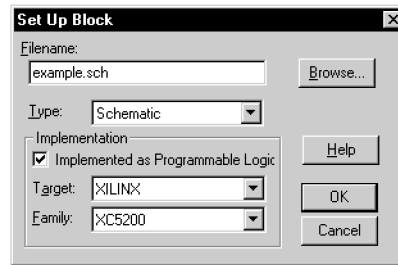 Set Up Block
Filename:
example.sch
Browse...
Type: Schematic
Implementation
Implemented as Programmable Logic
Help
Target: XILINX
OK
Family: XC5200
Cancel